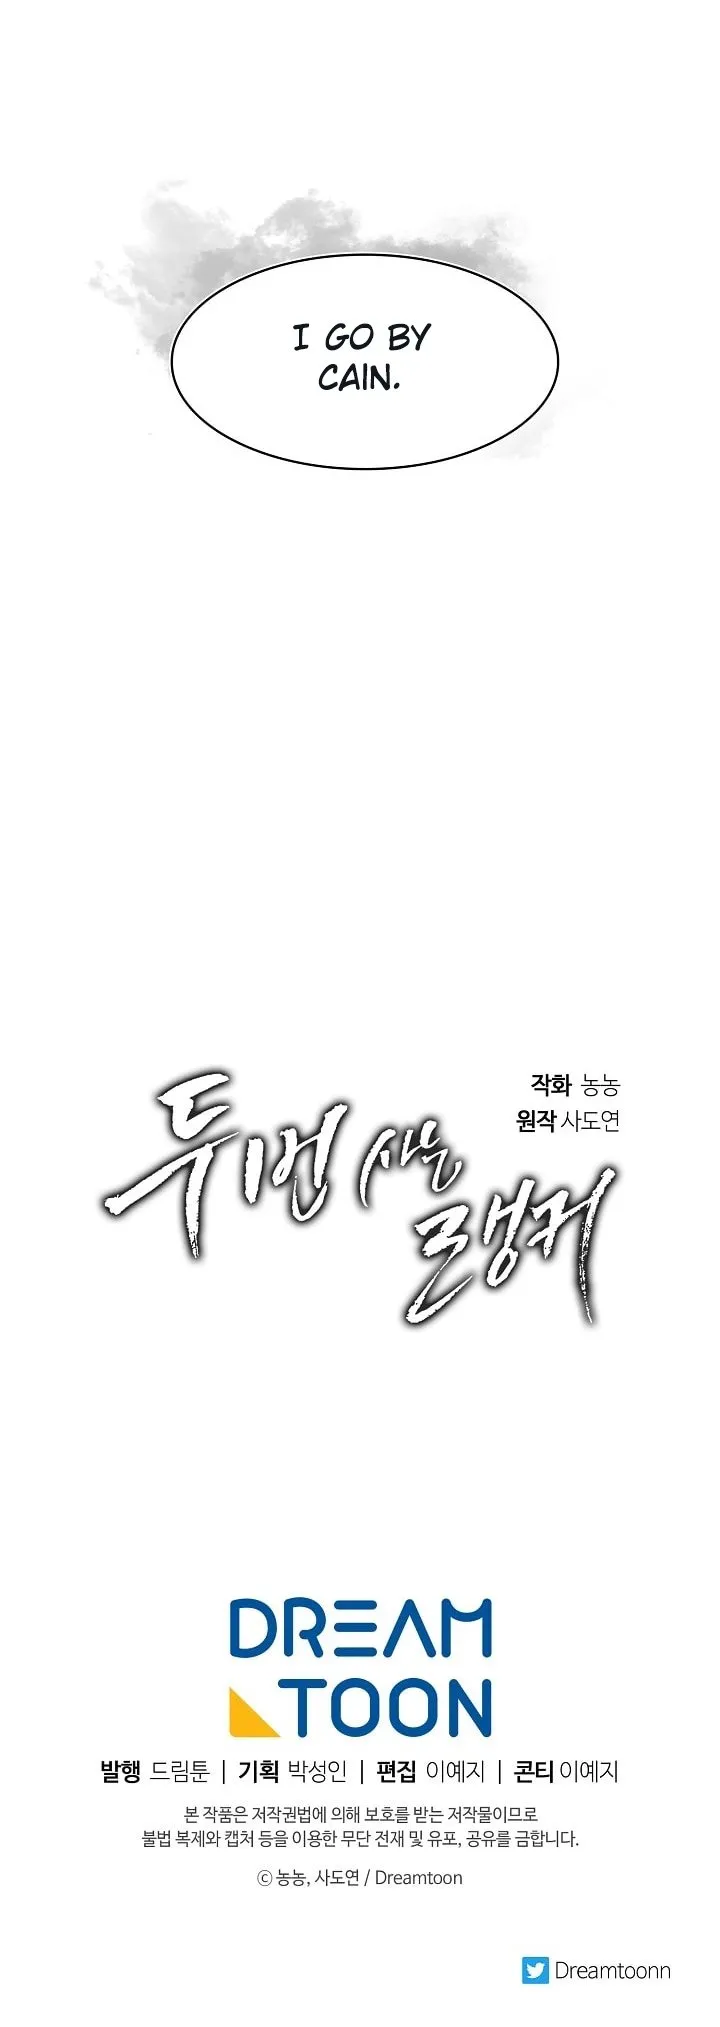 I GO BY
CAIN.
작화 농농
원작 사도연
두 번 사는
랭커
DREAM
TOON
발행 드림툰 | 기획 박성인 | 편집 이예지 | 콘티 이예지
본 작품은 저작권법에 의해 보호를 받는 저작물이므로
불법 복제와 캡처 등을 이용한 무단 전재 및 유포, 공유를 금합니다.
ⓒ 농농, 사도연 / Dreamtoon
Dreamtoonn